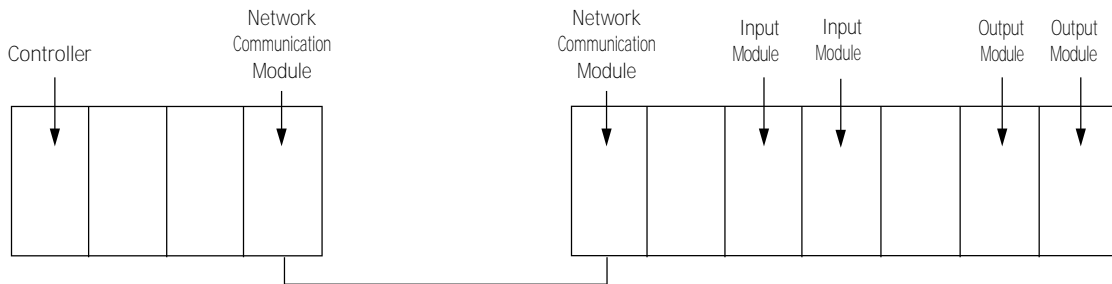 Controller
Network
Communication
Module
Network
Communication
Module
Input
Module
Input
Module
Output
Module
Output
Module